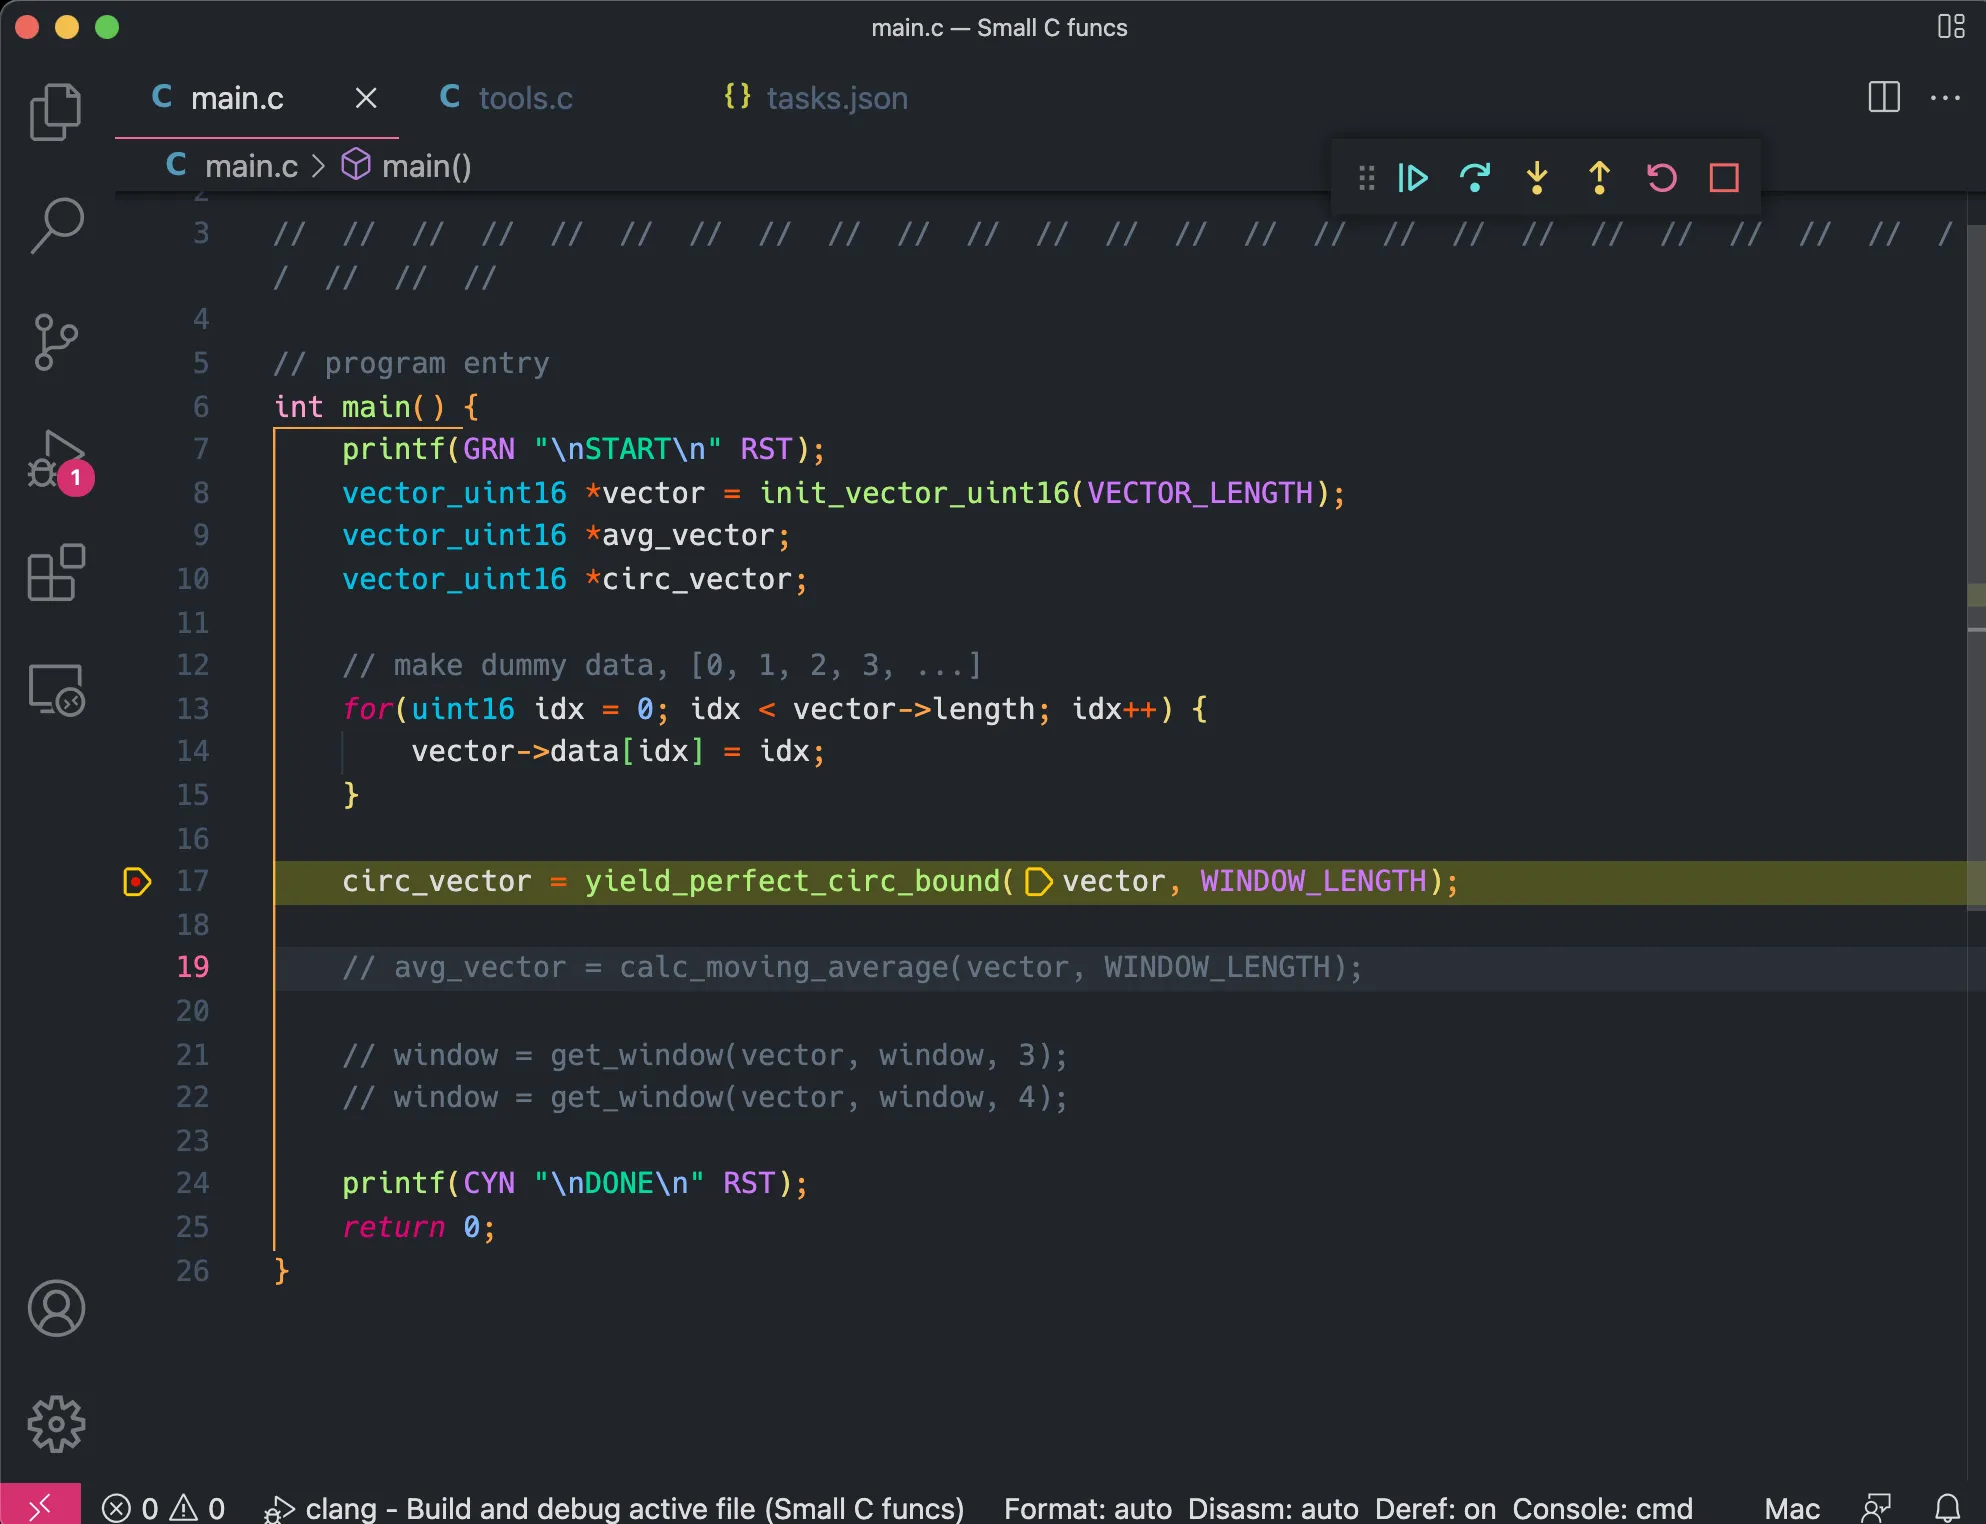 main.c — Small C funcs
main.c tools.c {} tasks.json
main.c > main()
2
3 // // // // // // // // // // // // // // // // // // // // // // // // /
/ // // //
4
5 // program entry
6 int main() {
7 printf(GRN "\nSTART\n" RST);
8 vector_uint16 *vector = init_vector_uint16(VECTOR_LENGTH);
9 vector_uint16 *avg_vector;
10 vector_uint16 *circ_vector;
11
12 // make dummy data, [0, 1, 2, 3, ...]
13 for(uint16 idx = 0; idx < vector->length; idx++) {
14 vector->data[idx] = idx;
15 }
16
17 circ_vector = yield_perfect_circ_bound(vector, WINDOW_LENGTH);
18
19 // avg_vector = calc_moving_average(vector, WINDOW_LENGTH);
20
21 // window = get_window(vector, window, 3);
22 // window = get_window(vector, window, 4);
23
24 printf(CYN "\nDONE\n" RST);
25 return 0;
26 }
1
0 0 clang - Build and debug active file (Small C funcs) Format: auto Disasm: auto Deref: on Console: cmd Mac